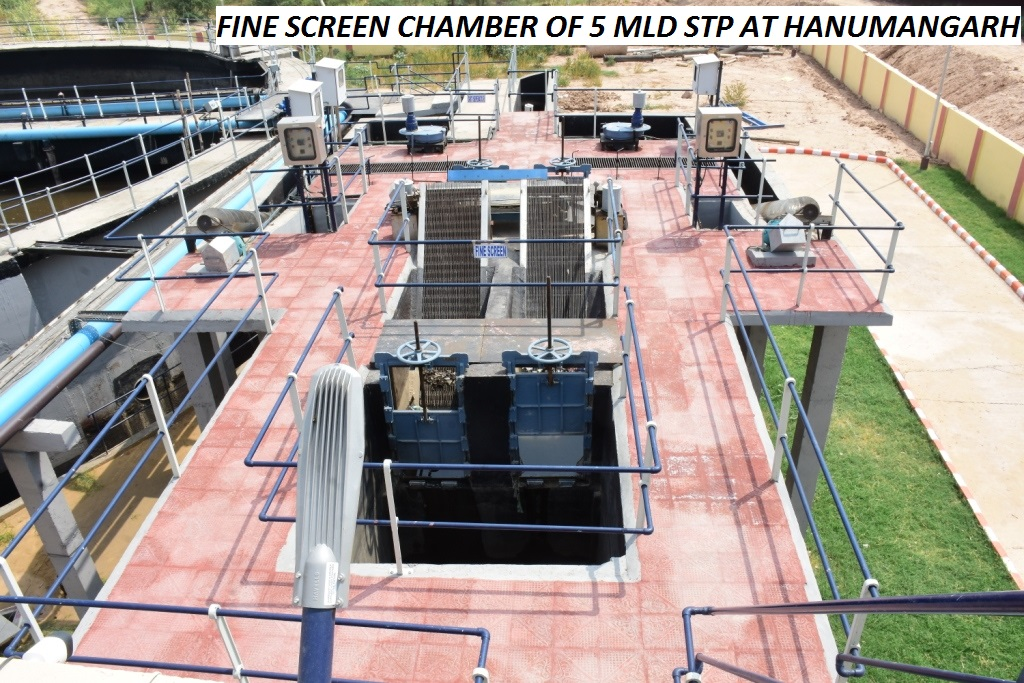 FINE SCREEN CHAMBER OF 5 MLD STP AT HANUMANGARH
FINE SCREEN